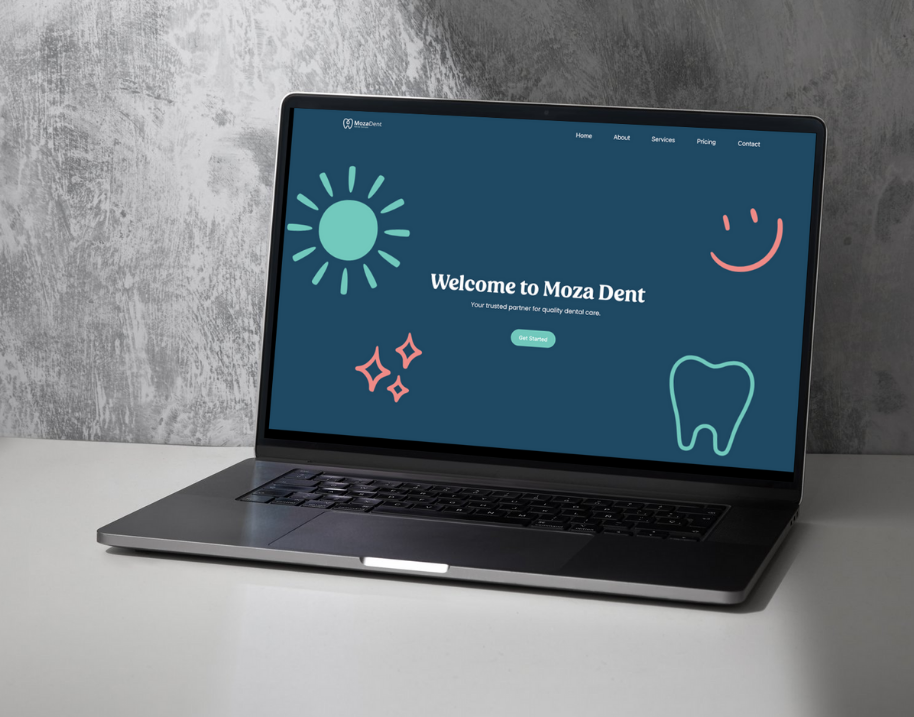 MozaDent
Home About Services Pricing Contact
Welcome to Moza Dent
Your trusted partner for quality dental care.
Get Started